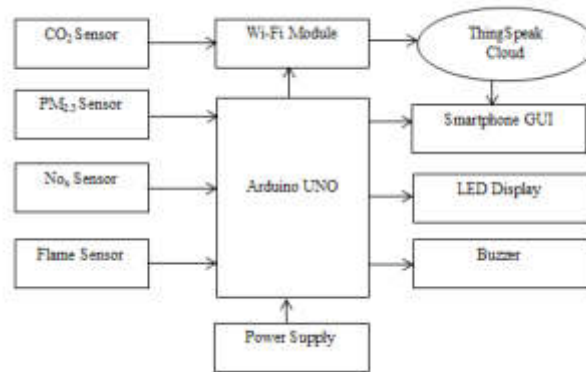 CO₂ Sensor
Wi-Fi Module
ThingSpeak
Cloud
PM₂.₅ Sensor
Smartphone GUI
Noₓ Sensor
Arduino UNO
LED Display
Flame Sensor
Buzzer
Power Supply